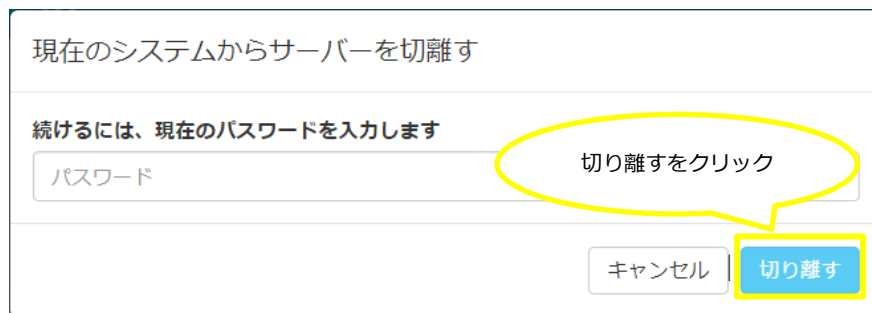 現在のシステムからサーバーを切離す
続けるには、現在のパスワードを入力します
パスワード
切り離すをクリック
キャンセル
切り離す